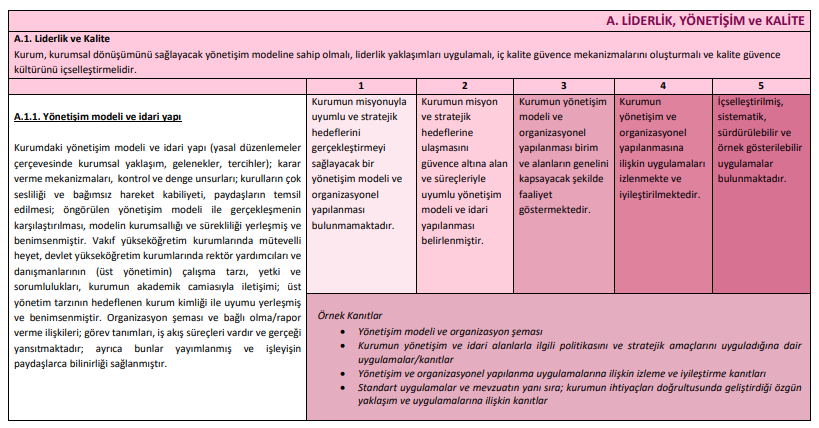 A. LİDERLİK, YÖNETİŞİM ve KALİTE
A.1. Liderlik ve Kalite
Kurum, kurumsal dönüşümünü sağlayacak yönetişim modeline sahip olmalı, liderlik yaklaşımları uygulamalı, iç kalite güvence mekanizmalarını oluşturmalı ve kalite güvence
kültürünü içselleştirmelidir.
1 2 3 4 5
A.1.1. Yönetişim modeli ve idari yapı
Kurumdaki yönetişim modeli ve idari yapı (yasal düzenlemeler
çerçevesinde kurumsal yaklaşım, gelenekler, tercihler); karar
verme mekanizmaları, kontrol ve denge unsurları; kurulların çok
sesliliği ve bağımsız hareket kabiliyeti, paydaşların temsil
edilmesi; öngörülen yönetişim modeli ile gerçekleşmenin
karşılaştırılması, modelin kurumsallığı ve sürekliliği yerleşmiş ve
benimsenmiştir. Vakıf yükseköğretim kurumlarında mütevelli
heyet, devlet yükseköğretim kurumlarında rektör yardımcıları ve
danışmanlarının (üst yönetimin) çalışma tarzı, yetki ve
sorumlulukları, kurumun akademik camiasıyla iletişimi; üst
yönetim tarzının hedeflenen kurum kimliği ile uyumu yerleşmiş
ve benimsenmiştir. Organizasyon şeması ve bağlı olma/rapor
verme ilişkileri; görev tanımları, iş akış süreçleri vardır ve gerçeği
yansıtmaktadır; ayrıca bunlar yayımlanmış ve işleyişin
paydaşlarca bilinirliği sağlanmıştır.
Kurumun misyonuyla
uyumlu ve stratejik
hedeflerini
gerçekleştirmeyi
sağlayacak bir
yönetişim modeli ve
organizasyonel
yapılanması
bulunmamaktadır.
Kurumun misyon
ve stratejik
hedeflerine
ulaşmasını
güvence altına alan
ve süreçleriyle
uyumlu yönetişim
modeli ve idari
yapılanması
belirlenmiştir.
Kurumun yönetişim
modeli ve
organizasyonel
yapılanması birim
ve alanların genelini
kapsayacak şekilde
faaliyet
göstermektedir.
Kurumun
yönetişim ve
organizasyonel
yapılanmasına
ilişkin uygulamaları
izlenmekte ve
iyileştirilmektedir.
İçselleştirilmiş,
sistematik,
sürdürülebilir ve
örnek gösterilebilir
uygulamalar
bulunmaktadır.
Örnek Kanıtlar
• Yönetişim modeli ve organizasyon şeması
• Kurumun yönetişim ve idari alanlarla ilgili politikasını ve stratejik amaçlarını uyguladığına dair
uygulamalar/kanıtlar
• Yönetişim ve organizasyonel yapılanma uygulamalarına ilişkin izleme ve iyileştirme kanıtları
• Standart uygulamalar ve mevzuatın yanı sıra; kurumun ihtiyaçları doğrultusunda geliştirdiği özgün
yaklaşım ve uygulamalarına ilişkin kanıtlar